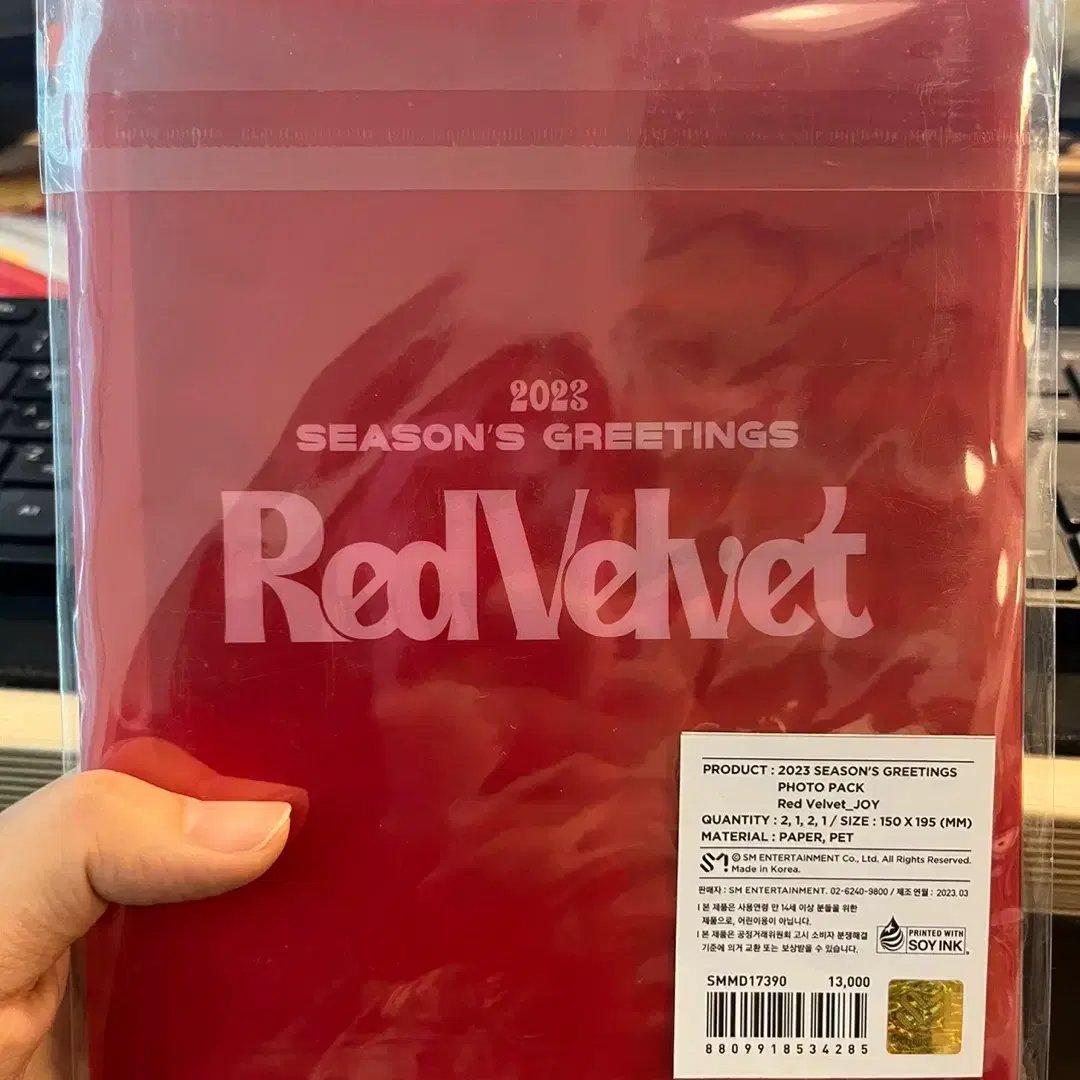 2023
SEASON'S GREETINGS
Red Velvet
PRODUCT : 2023 SEASON'S GREETINGS
PHOTO PACK
Red Velvet_JOY
QUANTITY : 2, 1, 2, 1 / SIZE : 150 X 195 (MM)
MATERIAL : PAPER, PET
SM © SM ENTERTAINMENT Co., Ltd. All Rights Reserved.
Made in Korea.
판매자 : SM ENTERTAINMENT. 02-6240-9800 / 제조 연월 : 2023. 03
l 본 제품은 사용연령 만 14세 이상 분들을 위한
제품으로, 어린이용이 아닙니다.
l 본 제품은 공정거래위원회 고시 소비자 분쟁해결
기준에 의거 교환 또는 보상받을 수 있습니다.
PRINTED WITH
SOY INK
SMMD17390 13,000
8809918534285